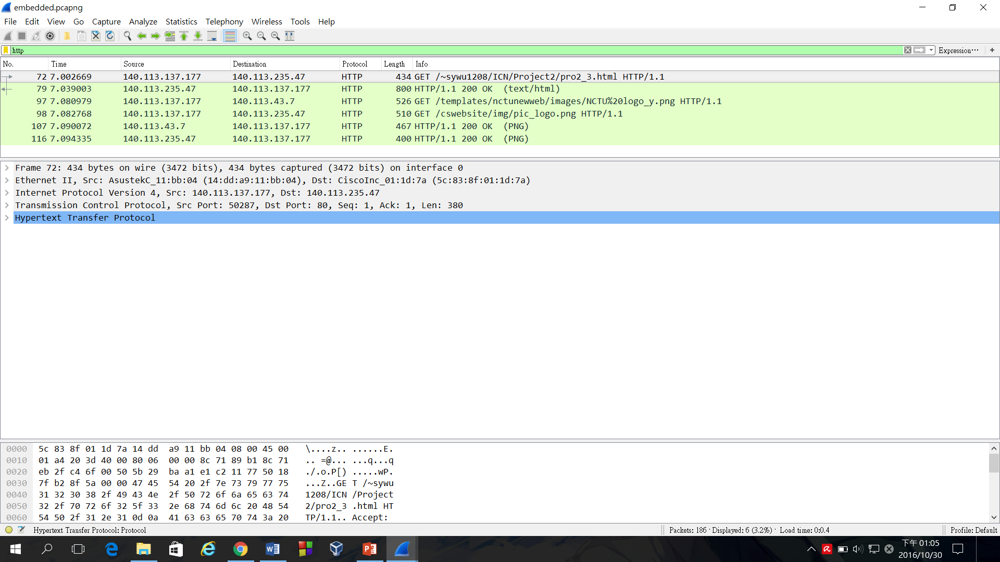 embedded.pcapng
File Edit View Go Capture Analyze Statistics Telephony Wireless Tools Help
http Expression⋯ +
No. Time Source Destination Protocol Length Info
72 7.002669 140.113.137.177 140.113.235.47 HTTP 434 GET /~sywu1208/ICN/Project2/pro2_3.html HTTP/1.1
79 7.039003 140.113.235.47 140.113.137.177 HTTP 800 HTTP/1.1 200 OK  (text/html)
97 7.080979 140.113.137.177 140.113.43.7 HTTP 526 GET /templates/nctunewweb/images/NCTU%20logo_y.png HTTP/1.1
98 7.082768 140.113.137.177 140.113.235.47 HTTP 510 GET /cswebsite/img/pic_logo.png HTTP/1.1
107 7.090072 140.113.43.7 140.113.137.177 HTTP 467 HTTP/1.1 200 OK  (PNG)
116 7.094335 140.113.235.47 140.113.137.177 HTTP 400 HTTP/1.1 200 OK  (PNG)
Frame 72: 434 bytes on wire (3472 bits), 434 bytes captured (3472 bits) on interface 0
Ethernet II, Src: AsustekC_11:bb:04 (14:dd:a9:11:bb:04), Dst: CiscoInc_01:1d:7a (5c:83:8f:01:1d:7a)
Internet Protocol Version 4, Src: 140.113.137.177, Dst: 140.113.235.47
Transmission Control Protocol, Src Port: 50287, Dst Port: 80, Seq: 1, Ack: 1, Len: 380
Hypertext Transfer Protocol
0000 5c 83 8f 01 1d 7a 14 dd a9 11 bb 04 08 00 45 00 \....z.. ......E.
0010 01 a4 20 3d 40 00 80 06 00 00 8c 71 89 b1 8c 71 .. =@... ...q...q
0020 eb 2f c4 6f 00 50 5b 29 ba a1 e1 c2 11 77 50 18 ./.o.P[) .....wP.
0030 7f b2 8f 5a 00 00 47 45 54 20 2f 7e 73 79 77 75 ...Z..GE T /~sywu
0040 31 32 30 38 2f 49 43 4e 2f 50 72 6f 6a 65 63 74 1208/ICN /Project
0050 32 2f 70 72 6f 32 5f 33 2e 68 74 6d 6c 20 48 54 2/pro2_3 .html HT
0060 54 50 2f 31 2e 31 0d 0a 41 63 63 65 70 74 3a 20 TP/1.1.. Accept:
Hypertext Transfer Protocol: Protocol Packets: 186 · Displayed: 6 (3.2%) · Load time: 0:0.4 Profile: Default
下午 01:05
2016/10/30